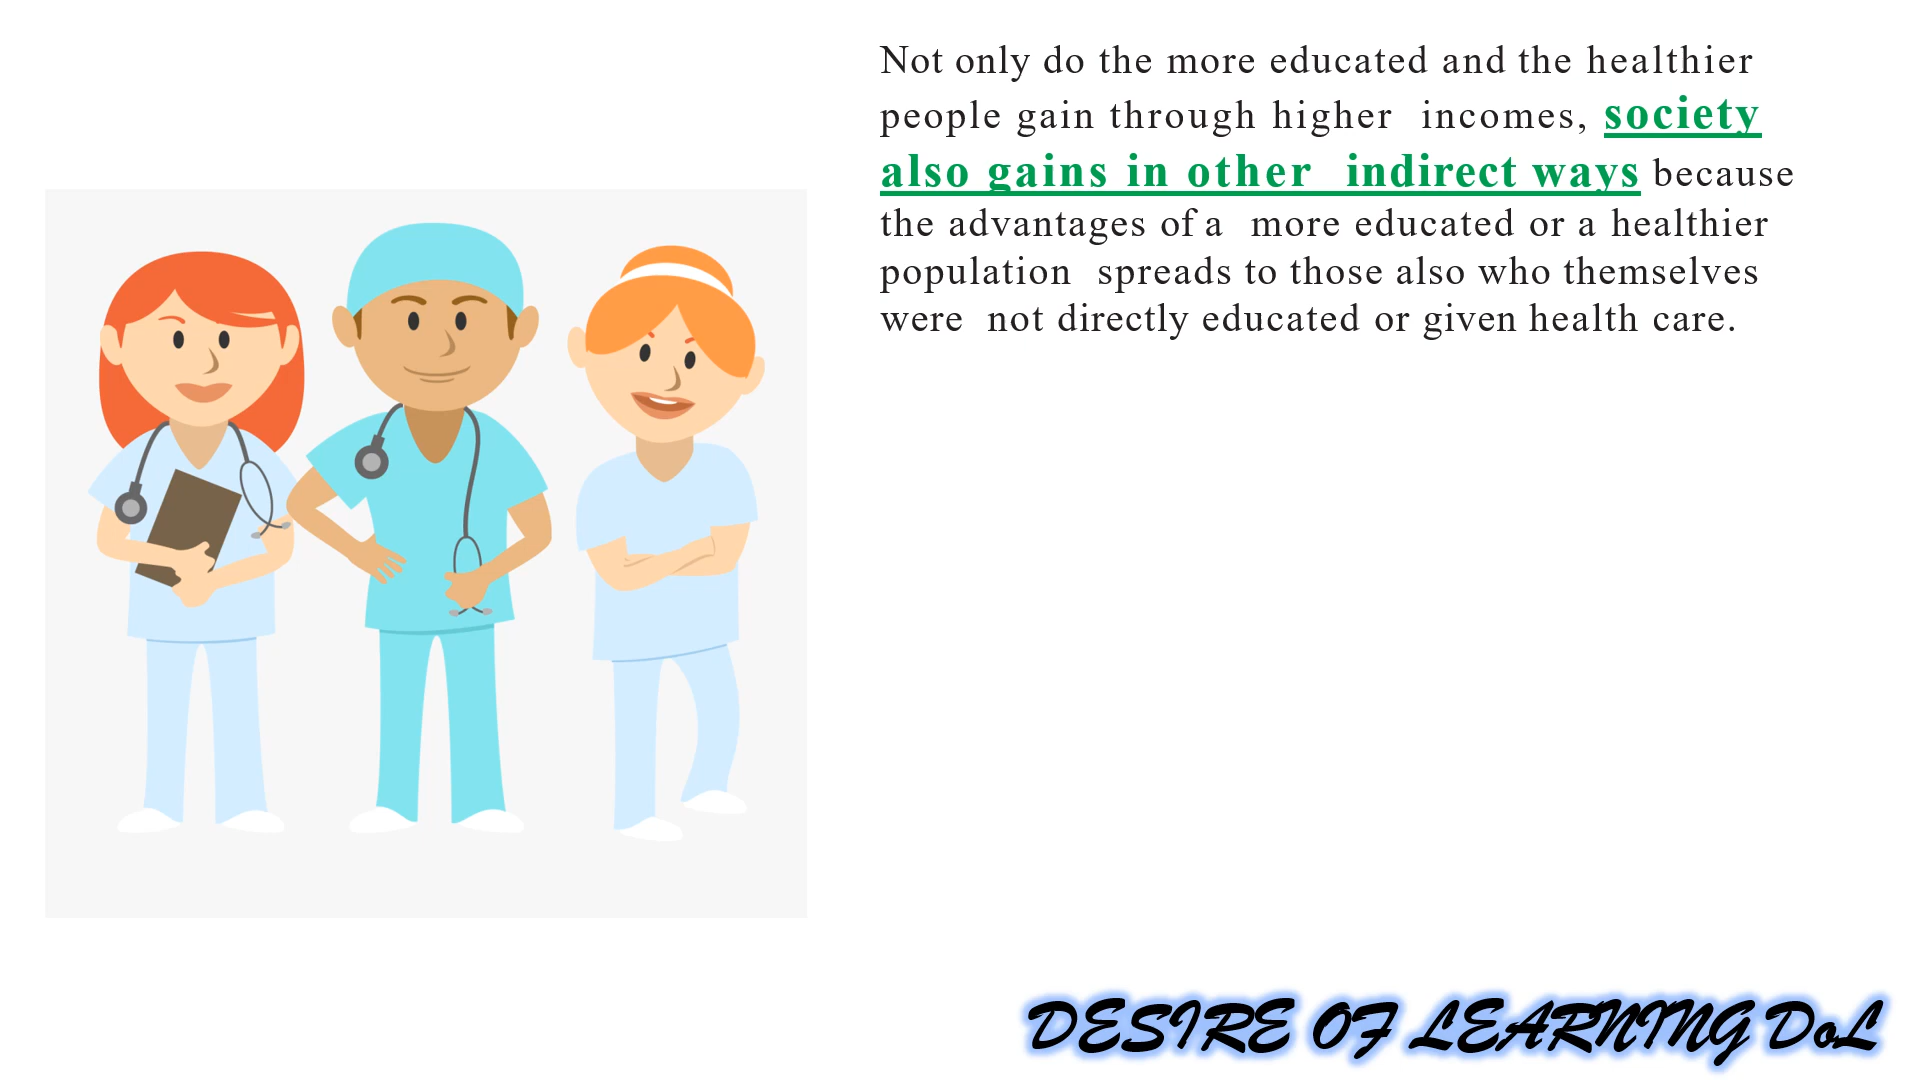 Not only do the more educated and the healthier
people gain through higher incomes, society
also gains in other indirect ways because
the advantages of a more educated or a healthier
population spreads to those also who themselves
were not directly educated or given health care.
DESIRE OF LEARNING DoL